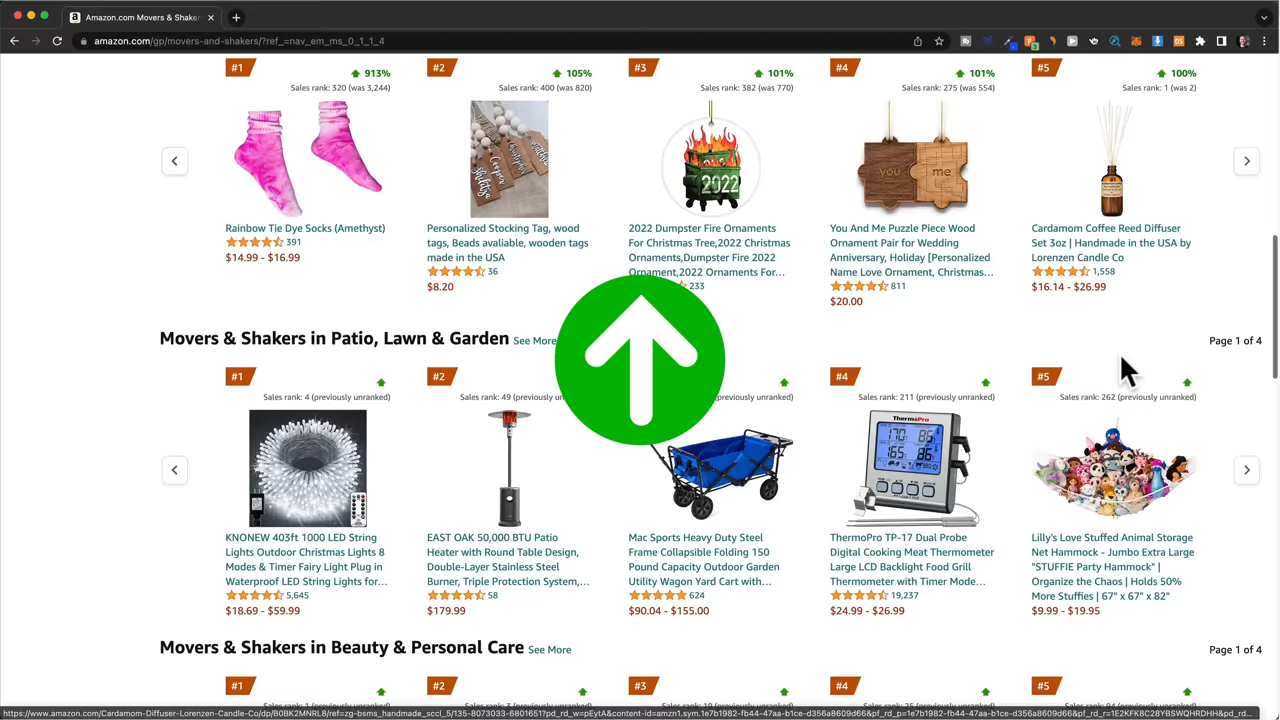 Amazon.com Movers & Shaker
amazon.com/gp/movers-and-shakers/?ref_=nav_em_ms_0_1_1_4
#1 913%
Sales rank: 320 (was 3,244)
Rainbow Tie Dye Socks (Amethyst)
391
$14.99 - $16.99
#2 105%
Sales rank: 400 (was 820)
Personalized Stocking Tag, wood
tags, Beads avaliable, wooden tags
made in the USA
36
$8.20
#3 101%
Sales rank: 382 (was 770)
2022
2022 Dumpster Fire Ornaments
For Christmas Tree,2022 Christmas
Ornaments,Dumpster Fire 2022
Ornament,2022 Ornaments For...
233
#4 101%
Sales rank: 275 (was 554)
you me
You And Me Puzzle Piece Wood
Ornament Pair for Wedding
Anniversary, Holiday [Personalized
Name Love Ornament, Christmas...
811
$20.00
#5 100%
Sales rank: 1 (was 2)
Cardamom Coffee Reed Diffuser
Set 3oz | Handmade in the USA by
Lorenzen Candle Co
1,558
$16.14 - $26.99
Movers & Shakers in Patio, Lawn & Garden See More
Page 1 of 4
#1
Sales rank: 4 (previously unranked)
KNONEW 403ft 1000 LED String
Lights Outdoor Christmas Lights 8
Modes & Timer Fairy Light Plug in
Waterproof LED String Lights for...
5,645
$18.69 - $59.99
#2
Sales rank: 49 (previously unranked)
EAST OAK 50,000 BTU Patio
Heater with Round Table Design,
Double-Layer Stainless Steel
Burner, Triple Protection System,...
58
$179.99
(previously unranked)
Mac Sports Heavy Duty Steel
Frame Collapsible Folding 150
Pound Capacity Outdoor Garden
Utility Wagon Yard Cart with...
624
$90.04 - $155.00
#4
Sales rank: 211 (previously unranked)
ThermoPro
ThermoPro TP-17 Dual Probe
Digital Cooking Meat Thermometer
Large LCD Backlight Food Grill
Thermometer with Timer Mode...
19,237
$24.99 - $26.99
#5
Sales rank: 262 (previously unranked)
Lilly's Love Stuffed Animal Storage
Net Hammock - Jumbo Extra Large
"STUFFIE Party Hammock" |
Organize the Chaos | Holds 50%
More Stuffies | 67" x 67" x 82"
$9.99 - $19.95
Movers & Shakers in Beauty & Personal Care See More
Page 1 of 4
#1
#2
#3
#4
#5